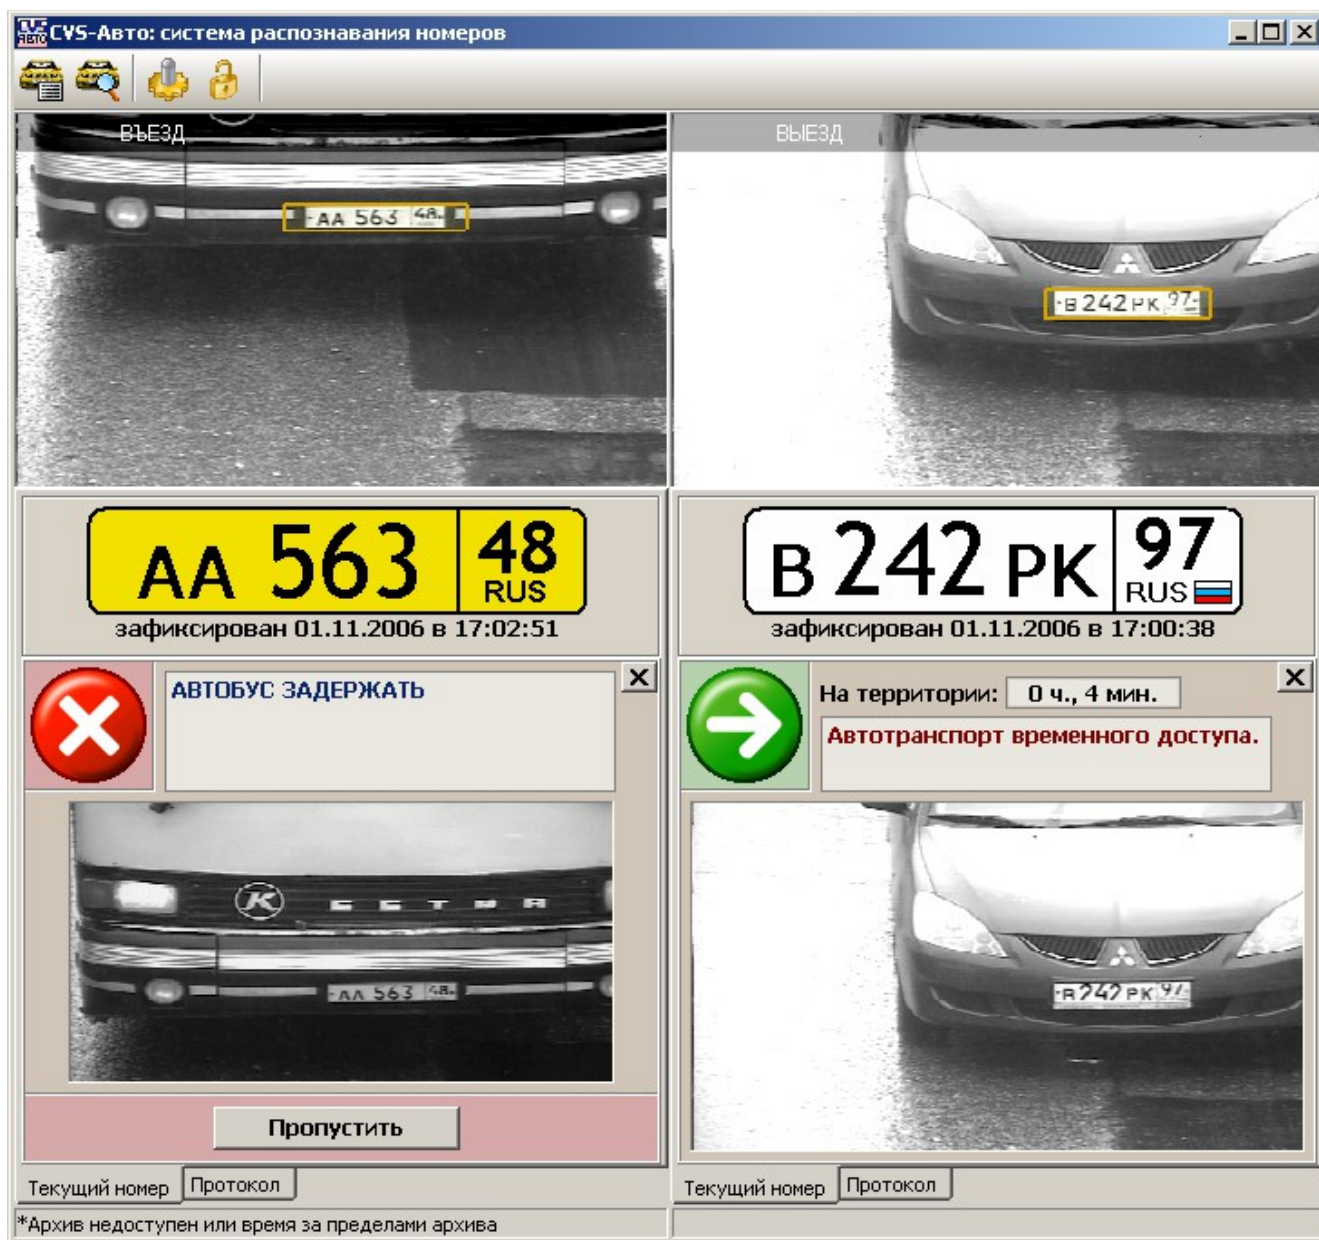 CVS-Авто: система распознавания номеров
ВЪЕЗД
АА 563 48
ВЫЕЗД
В 242 РК 97
АА 563 48
RUS
зафиксирован 01.11.2006 в 17:02:51
АВТОБУС ЗАДЕРЖАТЬ
К СЕТРА
АА 563 48
Пропустить
Текущий номер
Протокол
*Архив недоступен или время за пределами архива
В 242 РК 97
RUS
зафиксирован 01.11.2006 в 17:00:38
На территории: 0 ч., 4 мин.
Автотранспорт временного доступа.
В 242 РК 97
Текущий номер
Протокол